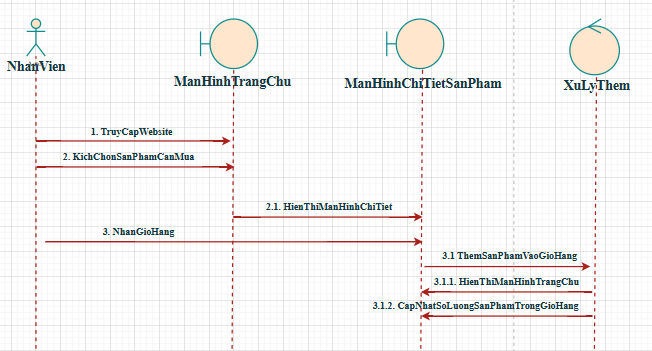 NhanVien
ManHinhTrangChu
ManHinhChiTietSanPham
XuLyThem
1. TruyCapWebsite
2. KichChonSanPhamCanMua
2.1. HienThiManHinhChiTiet
3. NhanGioHang
3.1 ThemSanPhamVaoGioHang
3.1.1. HienThiManHinhTrangChu
3.1.2. CapNhatSoLuongSanPhamTrongGioHang